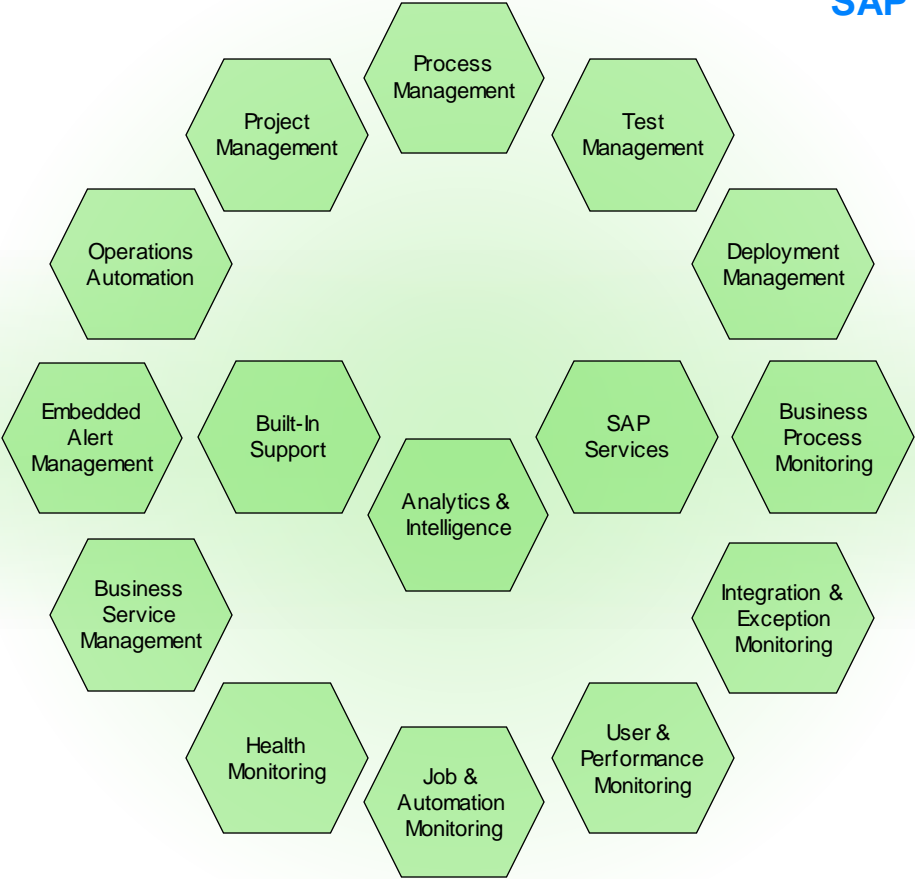 SAP
Process
Management
Project
Management
Test
Management
Operations
Automation
Deployment
Management
Embedded
Alert
Management
Built-In
Support
SAP
Services
Business
Process
Monitoring
Analytics &
Intelligence
Business
Service
Management
Integration &
Exception
Monitoring
Health
Monitoring
Job &
Automation
Monitoring
User &
Performance
Monitoring